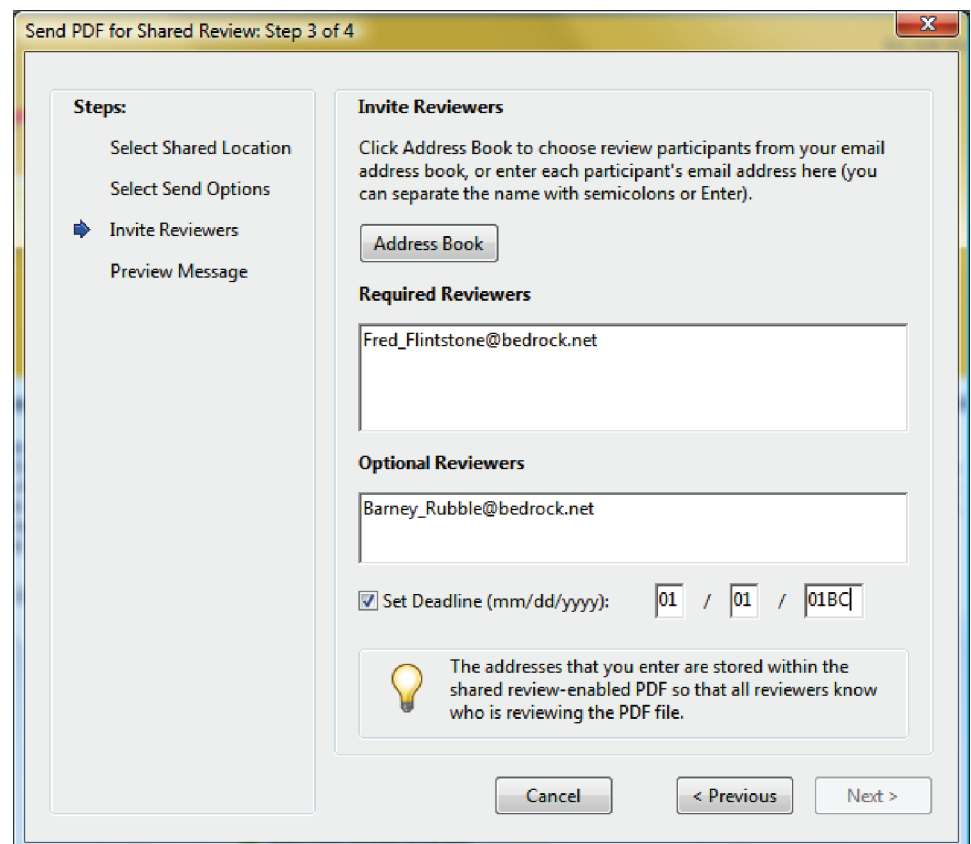 Send PDF for Shared Review: Step 3 of 4
X
Steps:
Select Shared Location
Select Send Options
Invite Reviewers
Preview Message
Invite Reviewers
Click Address Book to choose review participants from your email
address book, or enter each participant's email address here (you
can separate the name with semicolons or Enter).
Address Book
Required Reviewers
Fred_Flintstone@bedrock.net
Optional Reviewers
Barney_Rubble@bedrock.net
Set Deadline (mm/dd/yyyy): 01 / 01 / 01BC
The addresses that you enter are stored within the
shared review-enabled PDF so that all reviewers know
who is reviewing the PDF file.
Cancel < Previous Next >